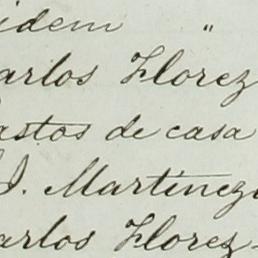 idem "
arlos Florez
astos de casa
J. Martinez
arlos Florez